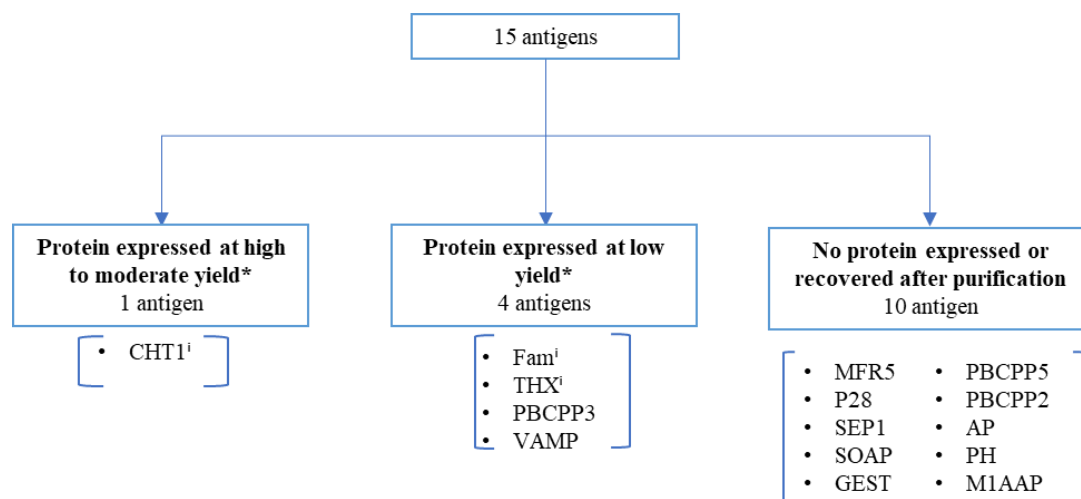 15 antigens
Protein expressed at high
to moderate yield*
1 antigen
• CHT1ⁱ
Protein expressed at low
yield*
4 antigens
• Famⁱ
• THXⁱ
• PBCPP3
• VAMP
No protein expressed or
recovered after purification
10 antigen
• MFR5
• P28
• SEP1
• SOAP
• GEST
• PBCPP5
• PBCPP2
• AP
• PH
• M1AAP